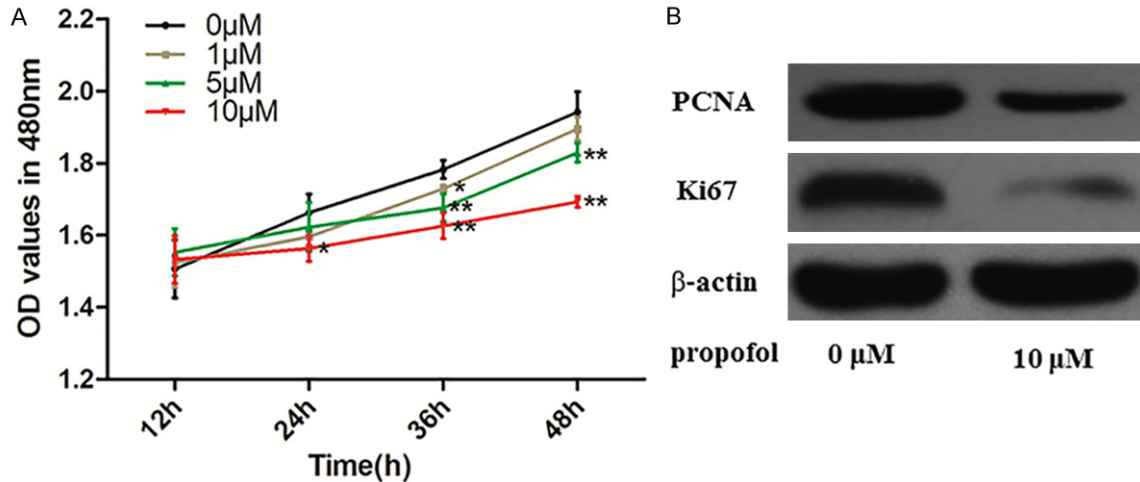 A
OD values in 480nm
2.2
2.0
1.8
1.6
1.4
1.2
0μM
1μM
5μM
10μM
*
*
**
**
**
**
12h
24h
36h
48h
Time(h)
B
PCNA
Ki67
β-actin
propofol 0 μM 10 μM